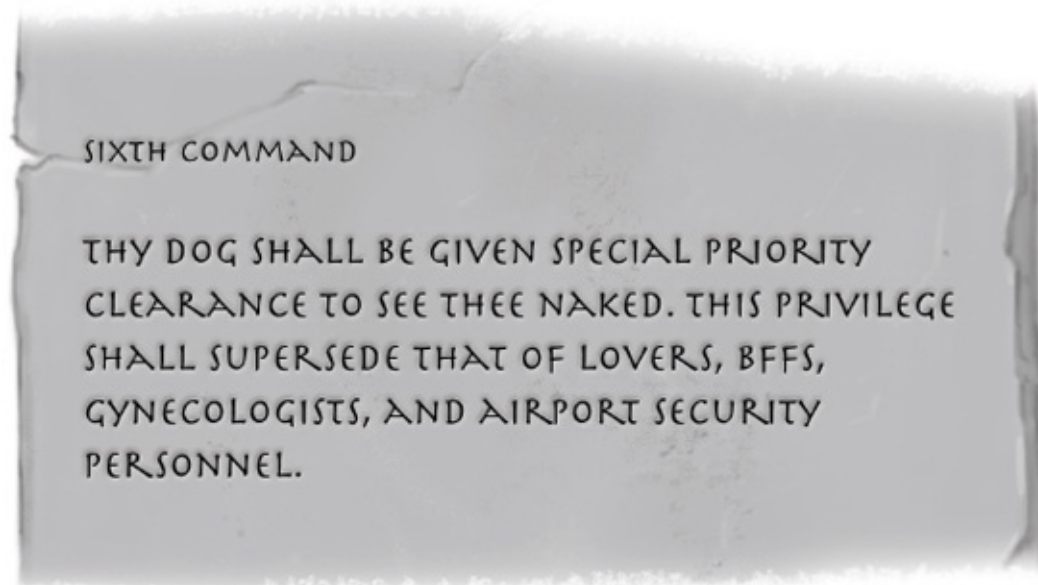 SIXTH COMMAND
THY DOG SHALL BE GIVEN SPECIAL PRIORITY
CLEARANCE TO SEE THEE NAKED. THIS PRIVILEGE
SHALL SUPERSEDE THAT OF LOVERS, BFFS,
GYNECOLOGISTS, AND AIRPORT SECURITY
PERSONNEL.